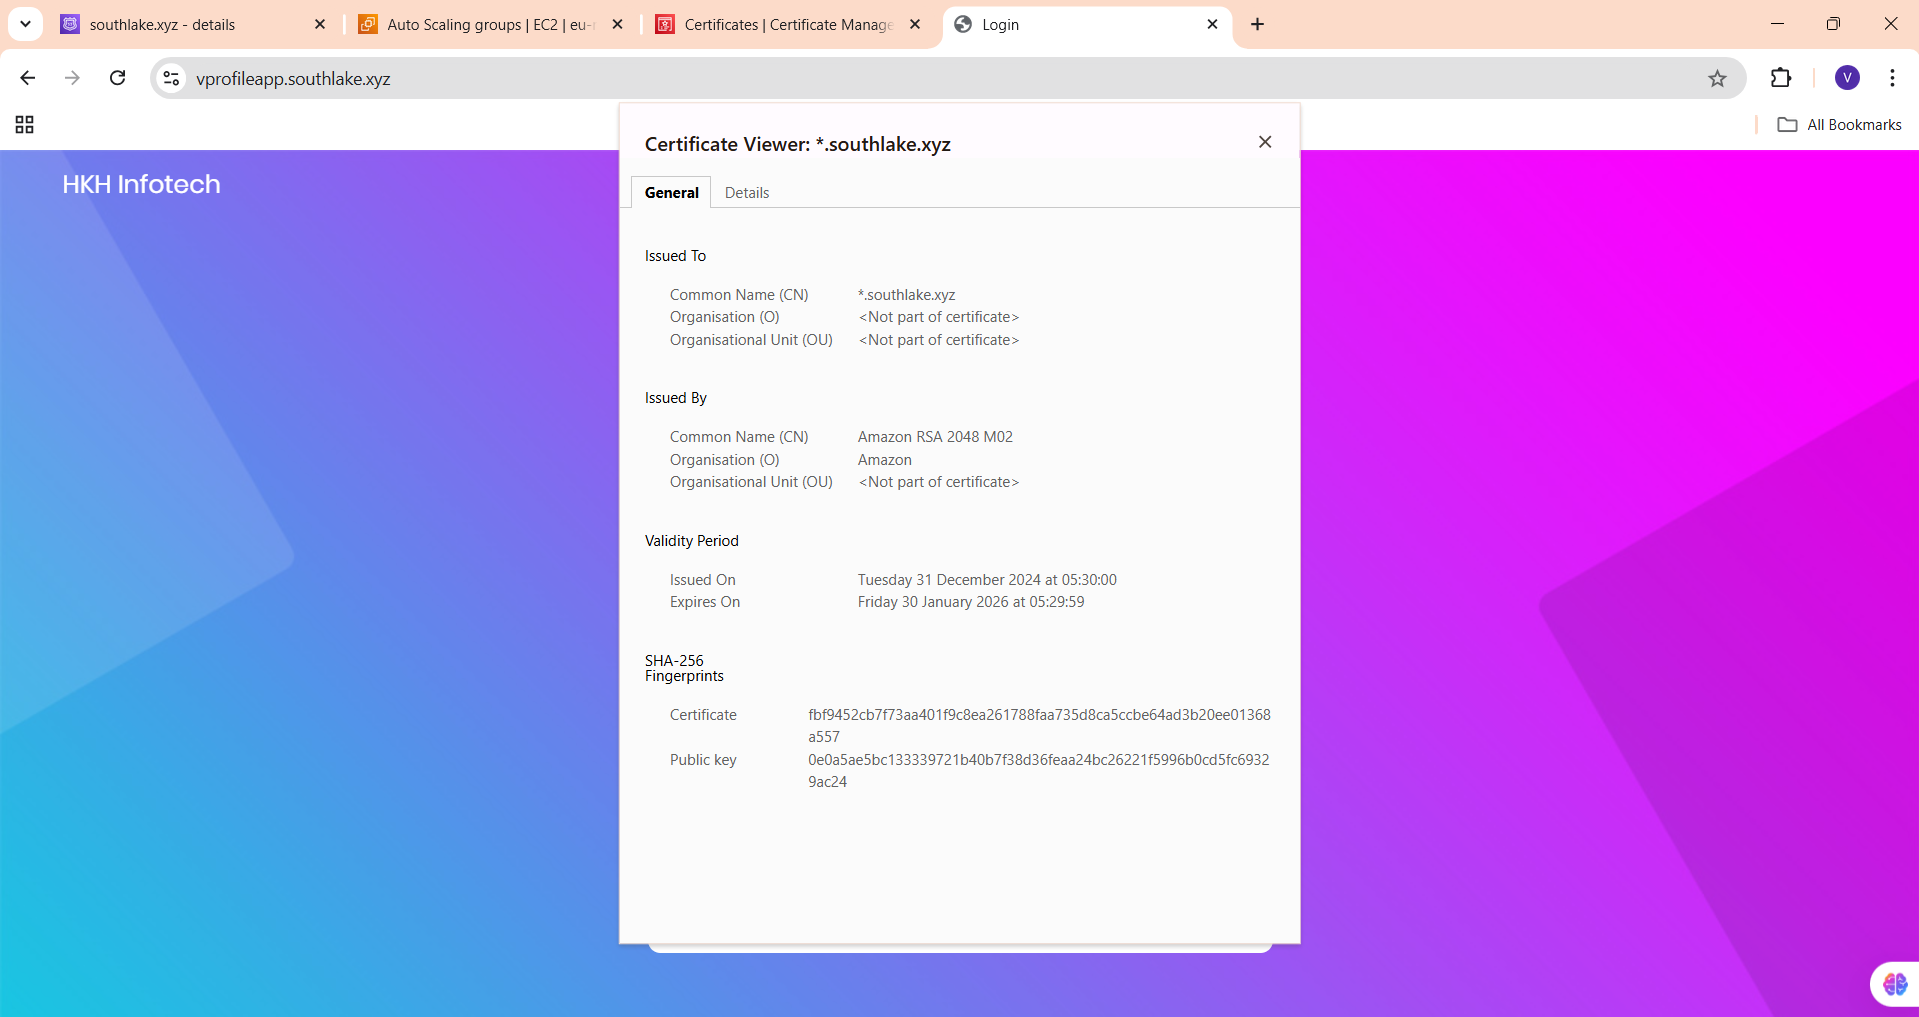 southlake.xyz - details
Auto Scaling groups | EC2 | eu-
Certificates | Certificate Manage
Login
vprofileapp.southlake.xyz
V
All Bookmarks
HKH Infotech
Certificate Viewer: *.southlake.xyz
General Details
Issued To
Common Name (CN) *.southlake.xyz
Organisation (O) <Not part of certificate>
Organisational Unit (OU) <Not part of certificate>
Issued By
Common Name (CN) Amazon RSA 2048 M02
Organisation (O) Amazon
Organisational Unit (OU) <Not part of certificate>
Validity Period
Issued On Tuesday 31 December 2024 at 05:30:00
Expires On Friday 30 January 2026 at 05:29:59
SHA-256
Fingerprints
Certificate fbf9452cb7f73aa401f9c8ea261788faa735d8ca5ccbe64ad3b20ee01368
a557
Public key 0e0a5ae5bc133339721b40b7f38d36feaa24bc26221f5996b0cd5fc6932
9ac24